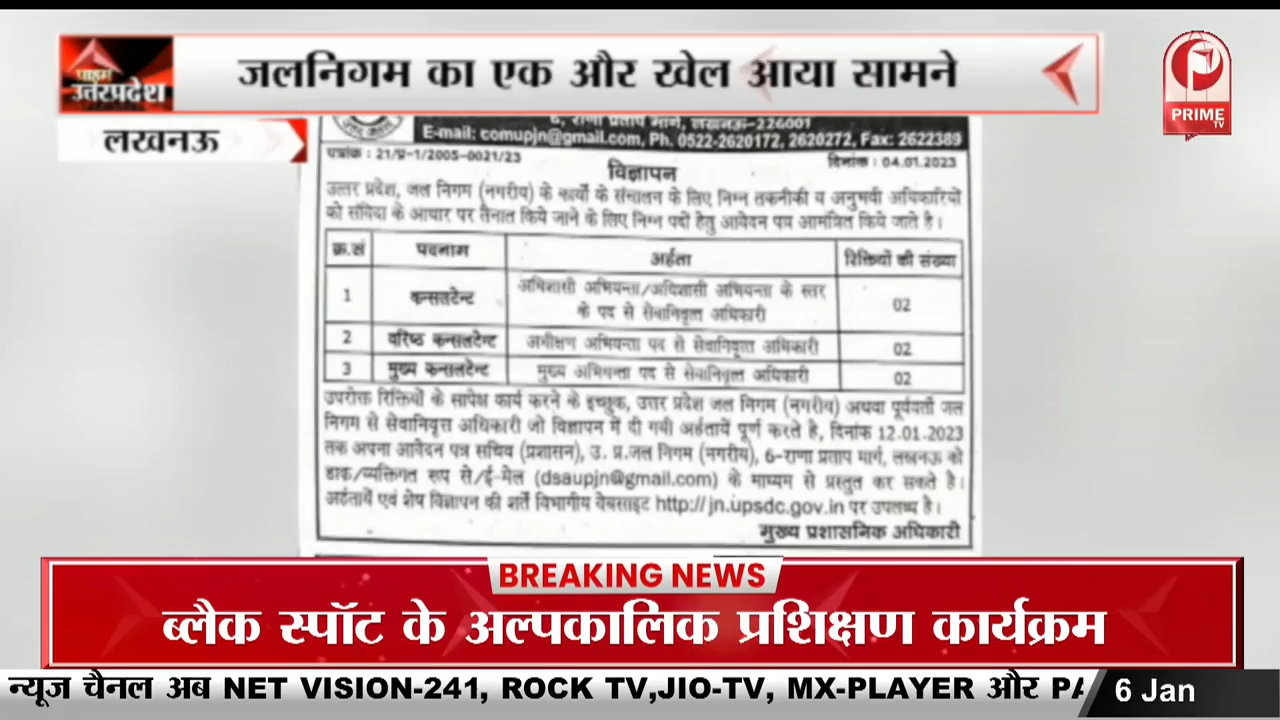 प्राइम
उत्तरप्रदेश
जलनिगम का एक और खेल आया सामने
PRIME
TV
लखनऊ
6, राणा प्रताप मार्ग, लखनऊ-226001
E-mail: comupjn@gmail.com, Ph. 0522-2620172, 2620272, Fax: 2622389
पत्रांक : 21/प्र-1/2005-0021/23 दिनांक : 04.01.2023
विज्ञापन
उत्तर प्रदेश, जल निगम (नगरीय) के कार्यों के संचालन के लिए निम्न तकनीकी व अनुभवी अधिकारियों
को संविदा के आधार पर तैनात किये जाने के लिए निम्न पदों हेतु आवेदन पत्र आमंत्रित किये जाते है।
क्र.सं पदनाम अर्हता रिक्तियों की संख्या
1 कन्सलटेन्ट अधिशासी अभियन्ता/अधिशासी अभियन्ता के स्तर
के पद से सेवानिवृत्त अधिकारी 02
2 वरिष्ठ कन्सलटेन्ट अधीक्षण अभियन्ता पद से सेवानिवृत्त अधिकारी 02
3 मुख्य कन्सलटेन्ट मुख्य अभियन्ता पद से सेवानिवृत्त अधिकारी 02
उपरोक्त रिक्तियों के सापेक्ष कार्य करने के इच्छुक, उत्तर प्रदेश जल निगम (नगरीय) अथवा पूर्ववर्ती जल
निगम से सेवानिवृत्त अधिकारी जो विज्ञापन में दी गयी अर्हतायें पूर्ण करते है, दिनांक 12.01.2023
तक अपना आवेदन पत्र सचिव (प्रशासन), उ. प्र.जल निगम (नगरीय), 6-राणा प्रताप मार्ग, लखनऊ को
डाक/व्यक्तिगत रूप से/ई-मेल (dsaupjn@gmail.com) के माध्यम से प्रस्तुत कर सकते है।
अर्हतायें एवं शेष विज्ञापन की शर्तें विभागीय वेबसाइट http://jn.upsdc.gov.in पर उपलब्ध है।
मुख्य प्रशासनिक अधिकारी
BREAKING NEWS
ब्लैक स्पॉट के अल्पकालिक प्रशिक्षण कार्यक्रम
न्यूज चैनल अब NET VISION-241, ROCK TV,JIO-TV, MX-PLAYER और
6 Jan